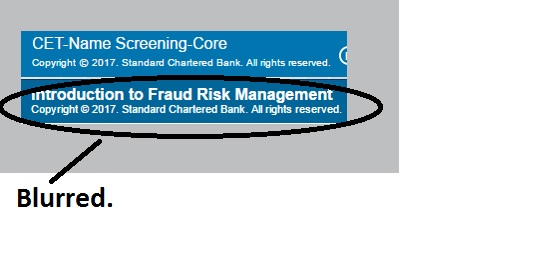 CET-Name Screening-Core
Copyright © 2017. Standard Chartered Bank. All rights reserved.
Introduction to Fraud Risk Management
Copyright © 2017. Standard Chartered Bank. All rights reserved.
Blurred.